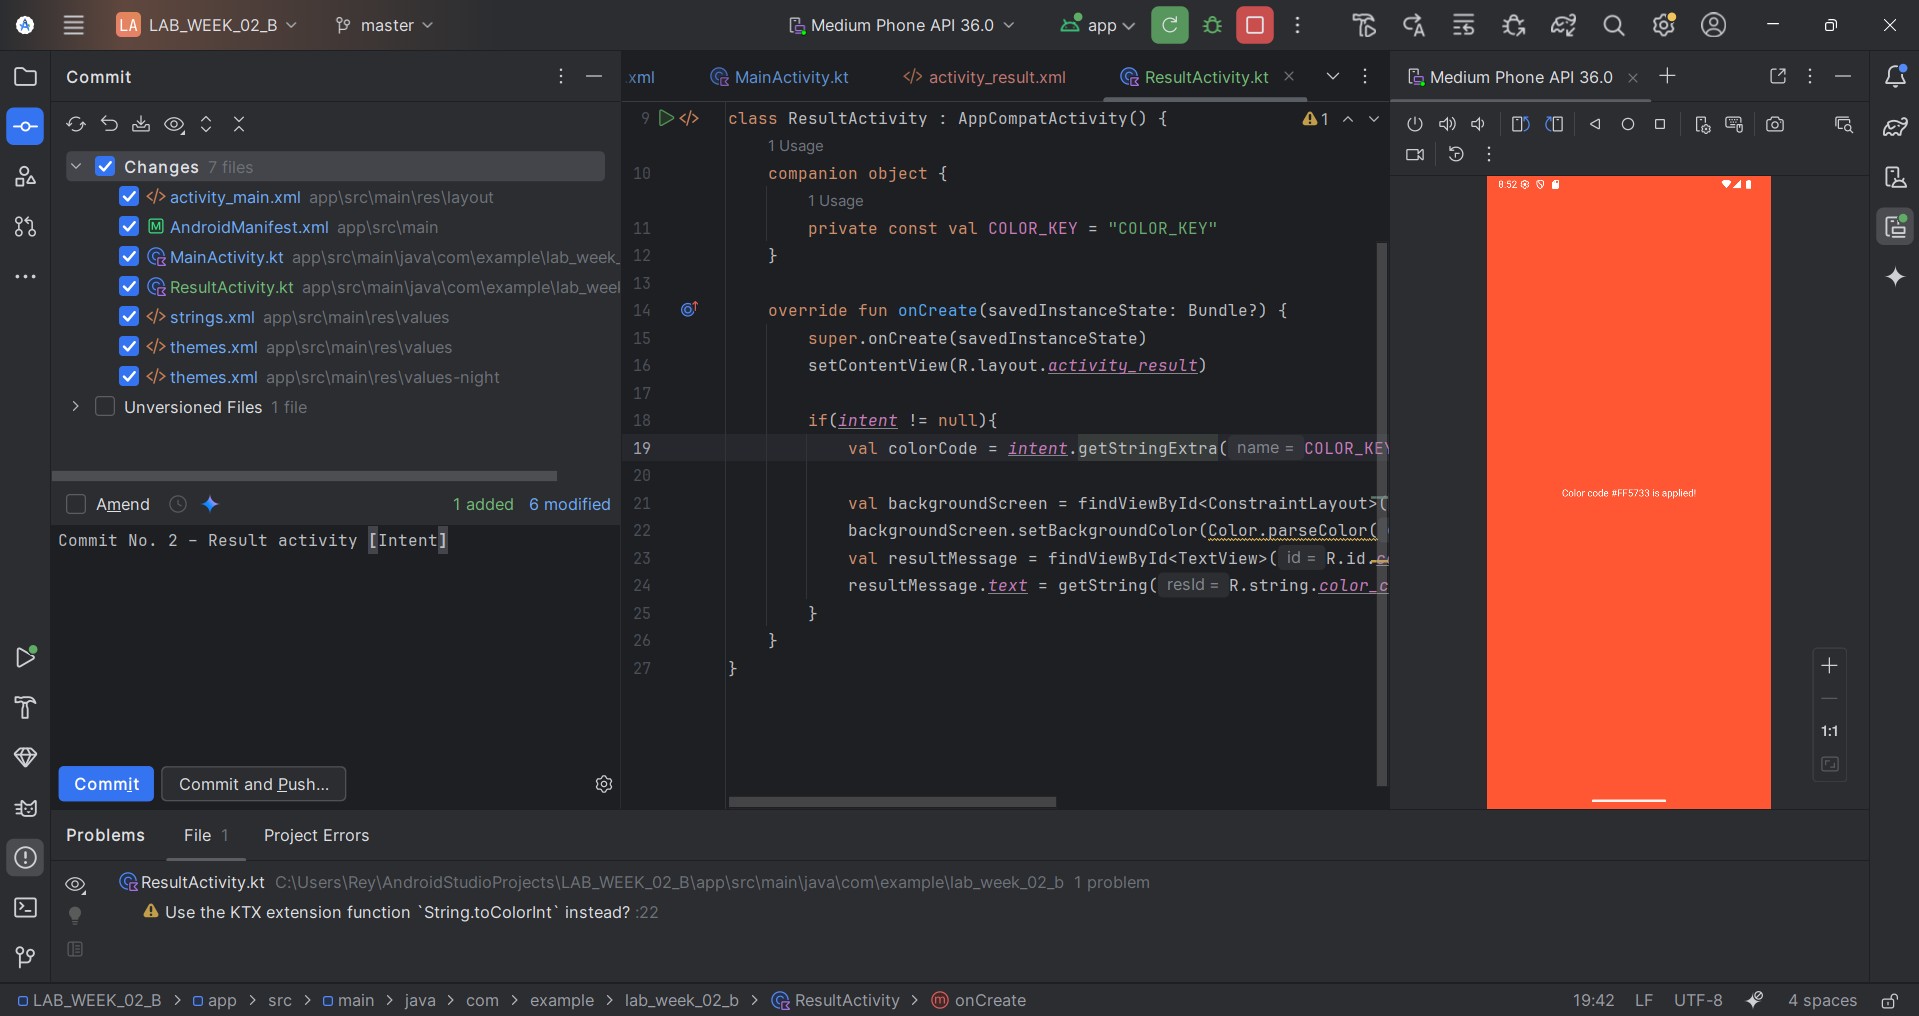 LA LAB_WEEK_02_B master Medium Phone API 36.0 app
Commit
.xml MainActivity.kt activity_result.xml ResultActivity.kt
Medium Phone API 36.0
Changes 7 files
activity_main.xml app\src\main\res\layout
AndroidManifest.xml app\src\main
MainActivity.kt app\src\main\java\com\example\lab_week_
ResultActivity.kt app\src\main\java\com\example\lab_week
strings.xml app\src\main\res\values
themes.xml app\src\main\res\values
themes.xml app\src\main\res\values-night
Unversioned Files 1 file
Amend 1 added 6 modified
Commit No. 2 - Result activity [Intent]
Commit Commit and Push...
9 class ResultActivity : AppCompatActivity() { 1
1 Usage
10 companion object {
1 Usage
11 private const val COLOR_KEY = "COLOR_KEY"
12 }
13
14 override fun onCreate(savedInstanceState: Bundle?) {
15 super.onCreate(savedInstanceState)
16 setContentView(R.layout.activity_result)
17
18 if(intent != null){
19 val colorCode = intent.getStringExtra( name = COLOR_KEY
20
21 val backgroundScreen = findViewById<ConstraintLayout>(
22 backgroundScreen.setBackgroundColor(Color.parseColor(
23 val resultMessage = findViewById<TextView>( id = R.id.c
24 resultMessage.text = getString( resId = R.string.color_c
25 }
26 }
27 }
8:52
Color code #FF5733 is applied!
1:1
Problems File 1 Project Errors
ResultActivity.kt C:\Users\Rey\AndroidStudioProjects\LAB_WEEK_02_B\app\src\main\java\com\example\lab_week_02_b 1 problem
Use the KTX extension function `String.toColorInt` instead? :22
LAB_WEEK_02_B > app > src > main > java > com > example > lab_week_02_b > ResultActivity > onCreate 19:42 LF UTF-8 4 spaces